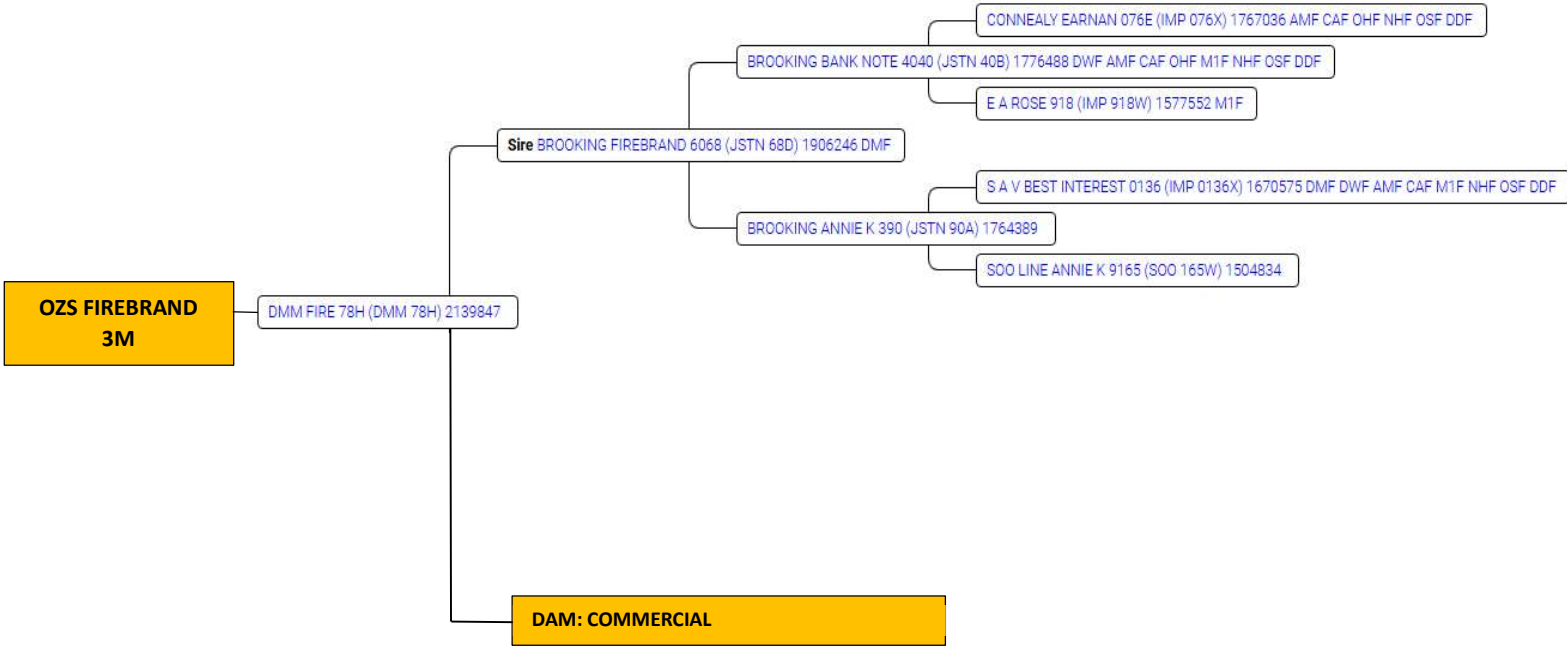 CONNEALY EARNAN 076E (IMP 076X) 1767036 AMF CAF OHF NHF OSF DDF
BROOKING BANK NOTE 4040 (JSTN 40B) 1776488 DWF AMF CAF OHF M1F NHF OSF DDF
E A ROSE 918 (IMP 918W) 1577552 M1F
Sire BROOKING FIREBRAND 6068 (JSTN 68D) 1906246 DMF
S A V BEST INTEREST 0136 (IMP 0136X) 1670575 DMF DWF AMF CAF M1F NHF OSF DDF
BROOKING ANNIE K 390 (JSTN 90A) 1764389
SOO LINE ANNIE K 9165 (SOO 165W) 1504834
OZS FIREBRAND
3M
DMM FIRE 78H (DMM 78H) 2139847
DAM: COMMERCIAL